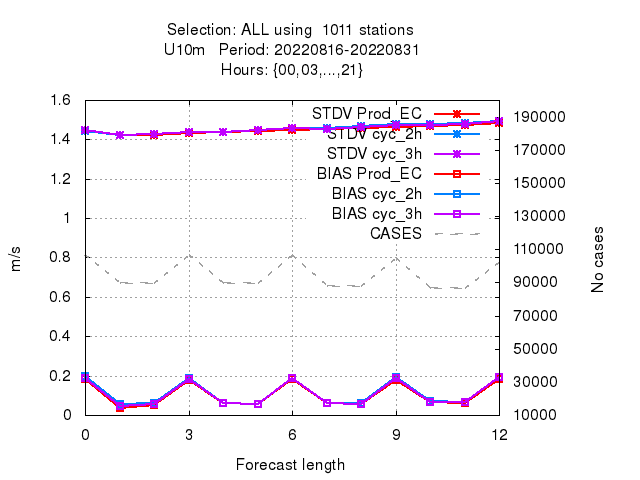 Selection: ALL using  1011 stations
U10m   Period: 20220816-20220831
Hours: {00,03,...,21}
STDV Prod_EC
STDV cyc_2h
STDV cyc_3h
BIAS Prod_EC
BIAS cyc_2h
BIAS cyc_3h
CASES
m/s
1.6
1.4
1.2
1
0.8
0.6
0.4
0.2
0
190000
170000
150000
130000
110000
90000
70000
50000
30000
10000
No cases
0 3 6 9 12
Forecast length